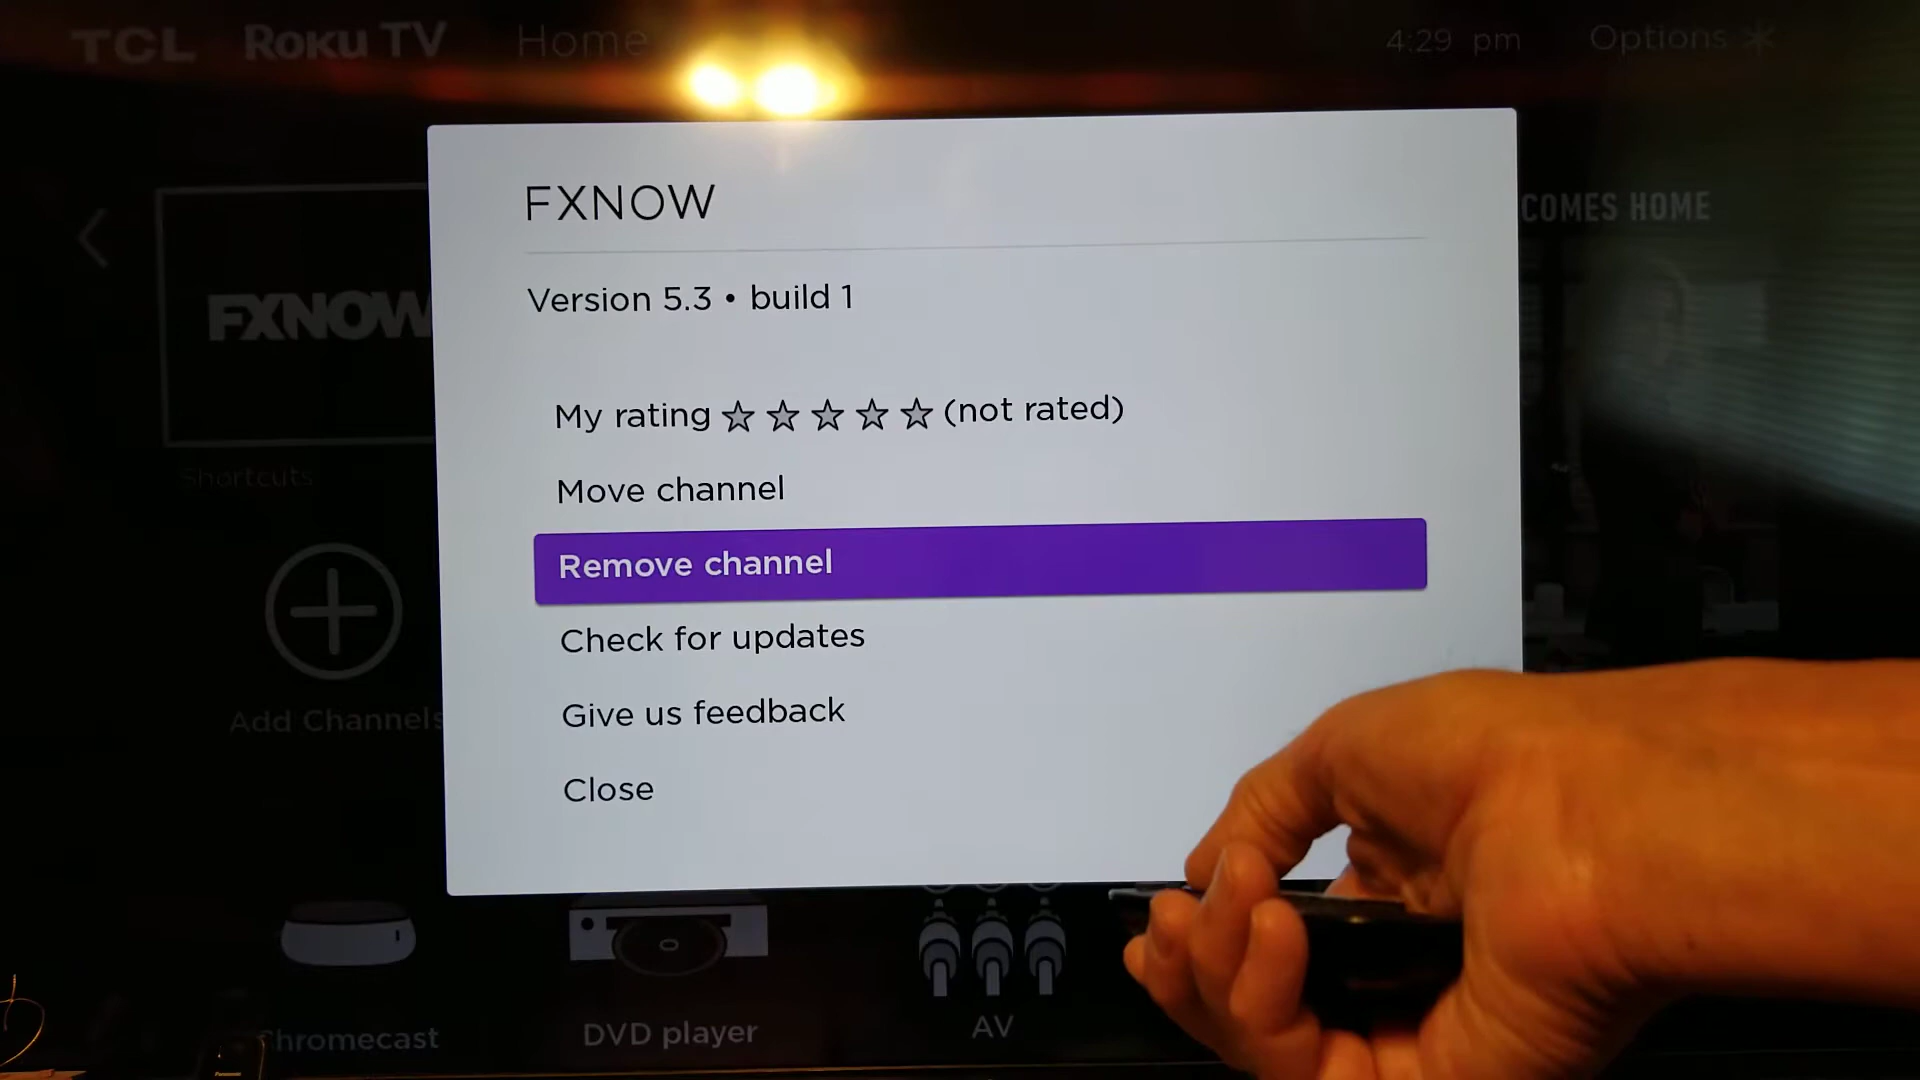 TCL Roku TV Home 4:29 pm Options
FXNOW
COMES HOME
Version 5.3 • build 1
FXNOW
My rating (not rated)
Shortcuts
Move channel
Remove channel
Check for updates
Add Channels
Give us feedback
Close
Chromecast
DVD player
AV